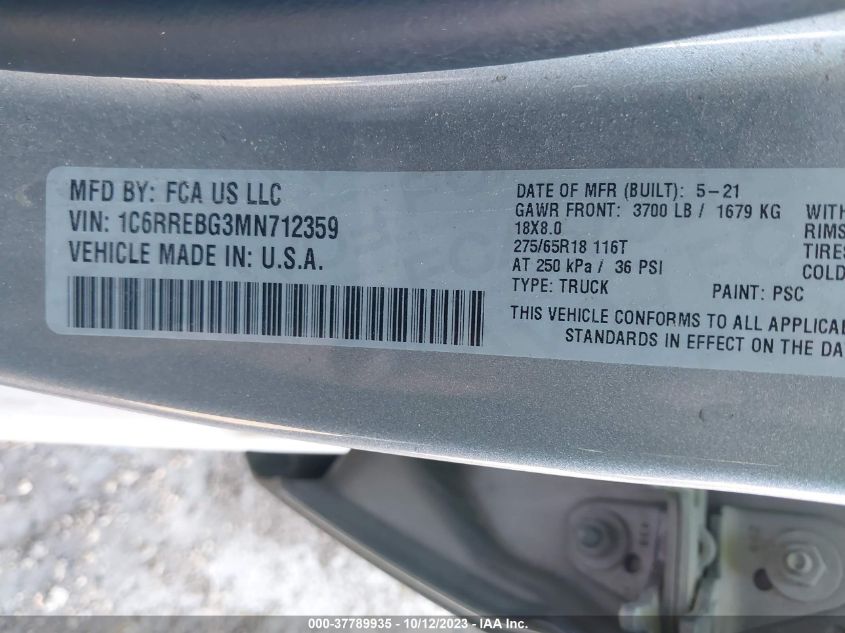 MFD BY: FCA US LLC
VIN: 1C6RREBG3MN712359
VEHICLE MADE IN: U.S.A.
DATE OF MFR (BUILT): 5-21
GAWR FRONT: 3700 LB / 1679 KG WITH
18X8.0 RIMS
275/65R18 116T TIRES
AT 250 kPa / 36 PSI COLD
TYPE: TRUCK PAINT: PSC
THIS VEHICLE CONFORMS TO ALL APPLICA
STANDARDS IN EFFECT ON THE DA
000-37789935 - 10/12/2023 - © IAA Inc.